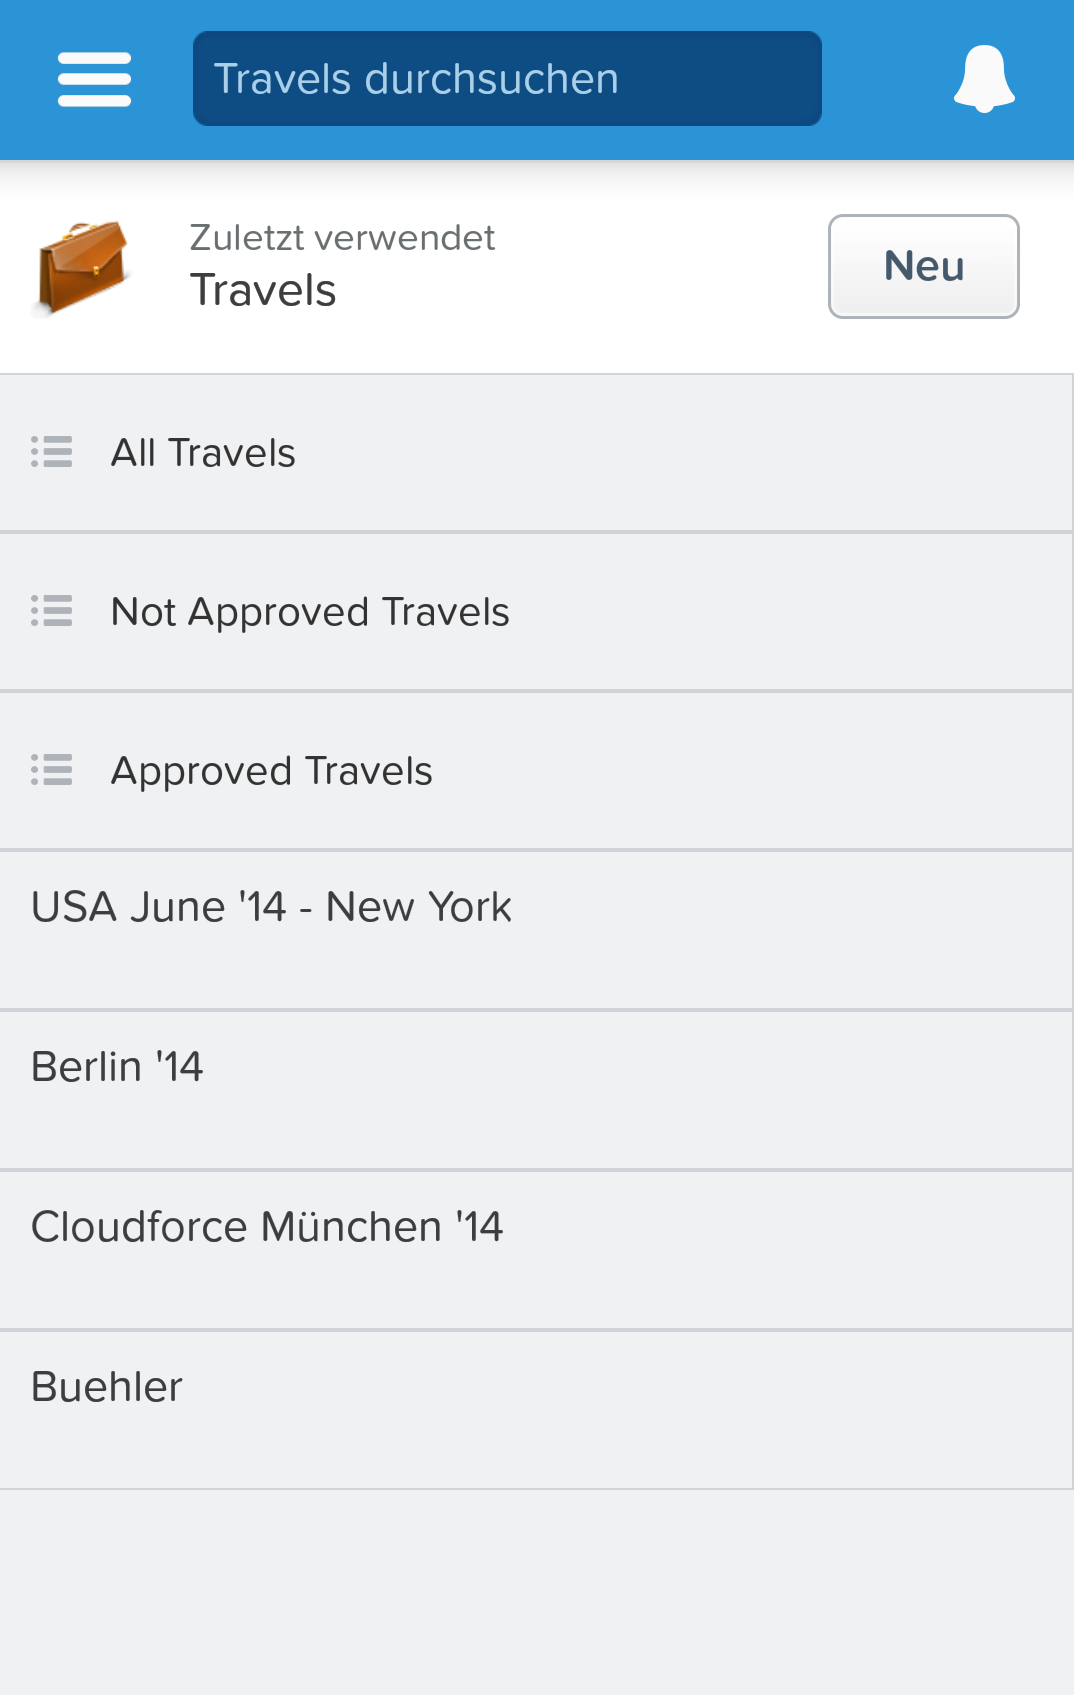 Travels durchsuchen
Zuletzt verwendet
Travels
Neu
All Travels
Not Approved Travels
Approved Travels
USA June '14 - New York
Berlin '14
Cloudforce München '14
Buehler